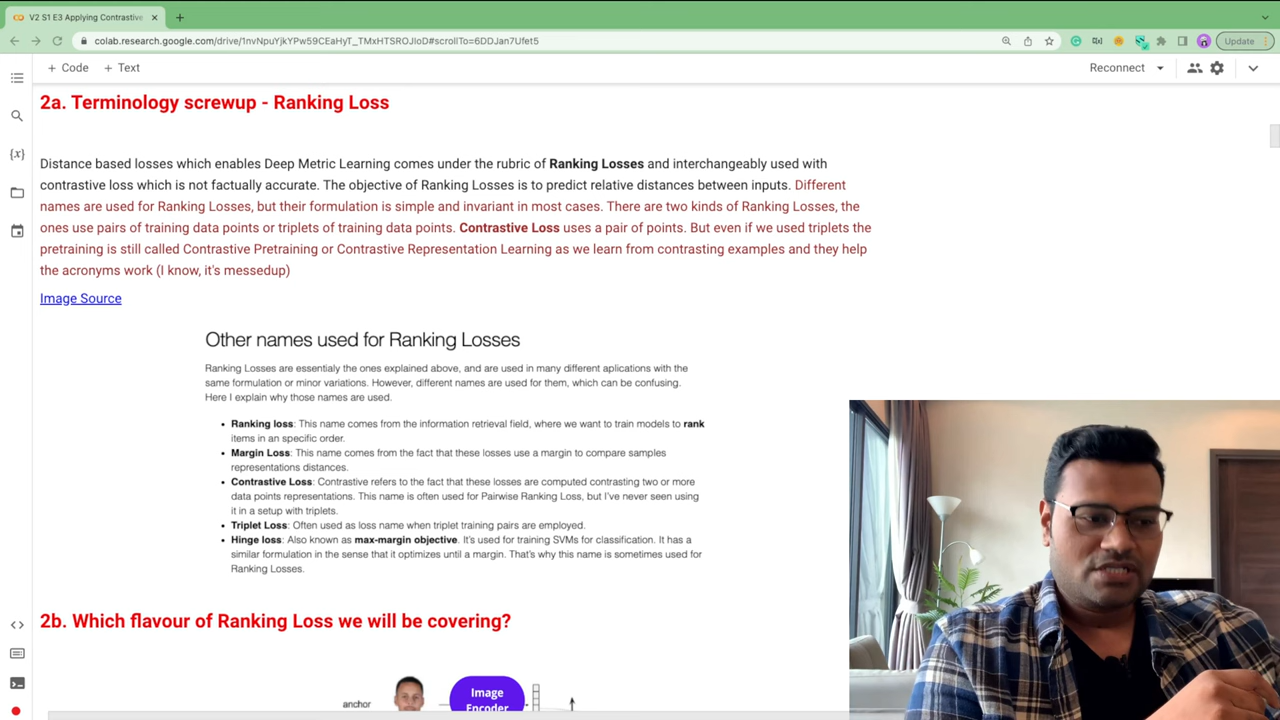 V2 S1 E3 Applying Contrastive
colab.research.google.com/drive/1nvNpuYjkYPw59CEaHyT_TMxHTSROJIoD#scrollTo=6DDJan7Ufet5
Update
+ Code + Text
Reconnect
{x}
2a. Terminology screwup - Ranking Loss
Distance based losses which enables Deep Metric Learning comes under the rubric of Ranking Losses and interchangeably used with
contrastive loss which is not factually accurate. The objective of Ranking Losses is to predict relative distances between inputs. Different
names are used for Ranking Losses, but their formulation is simple and invariant in most cases. There are two kinds of Ranking Losses, the
ones use pairs of training data points or triplets of training data points. Contrastive Loss uses a pair of points. But even if we used triplets the
pretraining is still called Contrastive Pretraining or Contrastive Representation Learning as we learn from contrasting examples and they help
the acronyms work (I know, it's messedup)
Image Source
Other names used for Ranking Losses
Ranking Losses are essentialy the ones explained above, and are used in many different aplications with the
same formulation or minor variations. However, different names are used for them, which can be confusing.
Here I explain why those names are used.
• Ranking loss: This name comes from the information retrieval field, where we want to train models to rank
items in an specific order.
• Margin Loss: This name comes from the fact that these losses use a margin to compare samples
representations distances.
• Contrastive Loss: Contrastive refers to the fact that these losses are computed contrasting two or more
data points representations. This name is often used for Pairwise Ranking Loss, but I've never seen using
it in a setup with triplets.
• Triplet Loss: Often used as loss name when triplet training pairs are employed.
• Hinge loss: Also known as max-margin objective. It's used for training SVMs for classification. It has a
similar formulation in the sense that it optimizes until a margin. That's why this name is sometimes used for
Ranking Losses.
2b. Which flavour of Ranking Loss we will be covering?
anchor
Image
Encoder